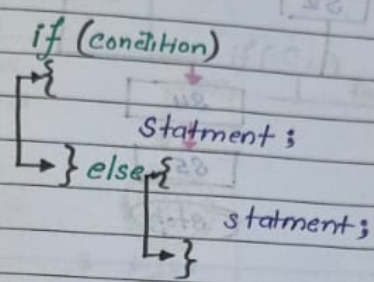 if (condition)
{
Statment;
} else {
statment;
}